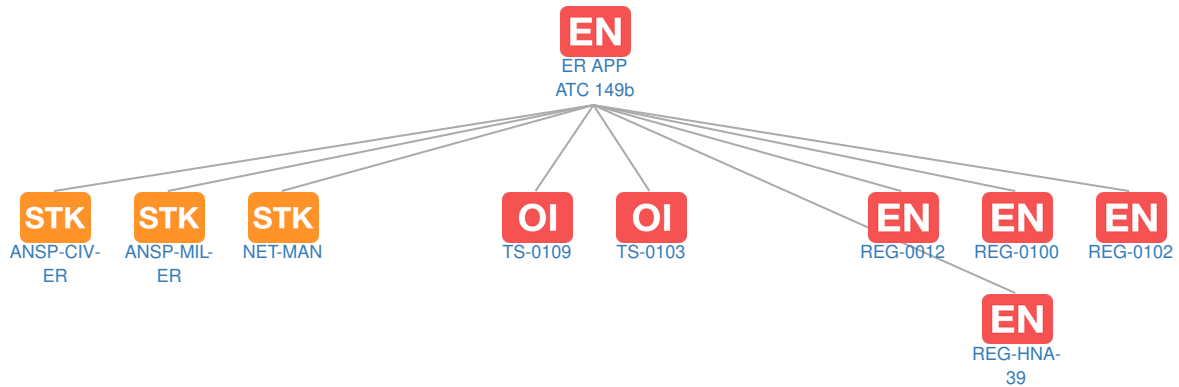 EN
ER APP
ATC 149b
STK STK STK OI OI EN EN EN
ANSP-CIV- ANSP-MIL- NET-MAN TS-0109 TS-0103 REG-0012 REG-0100 REG-0102
ER ER
EN
REG-HNA-
39